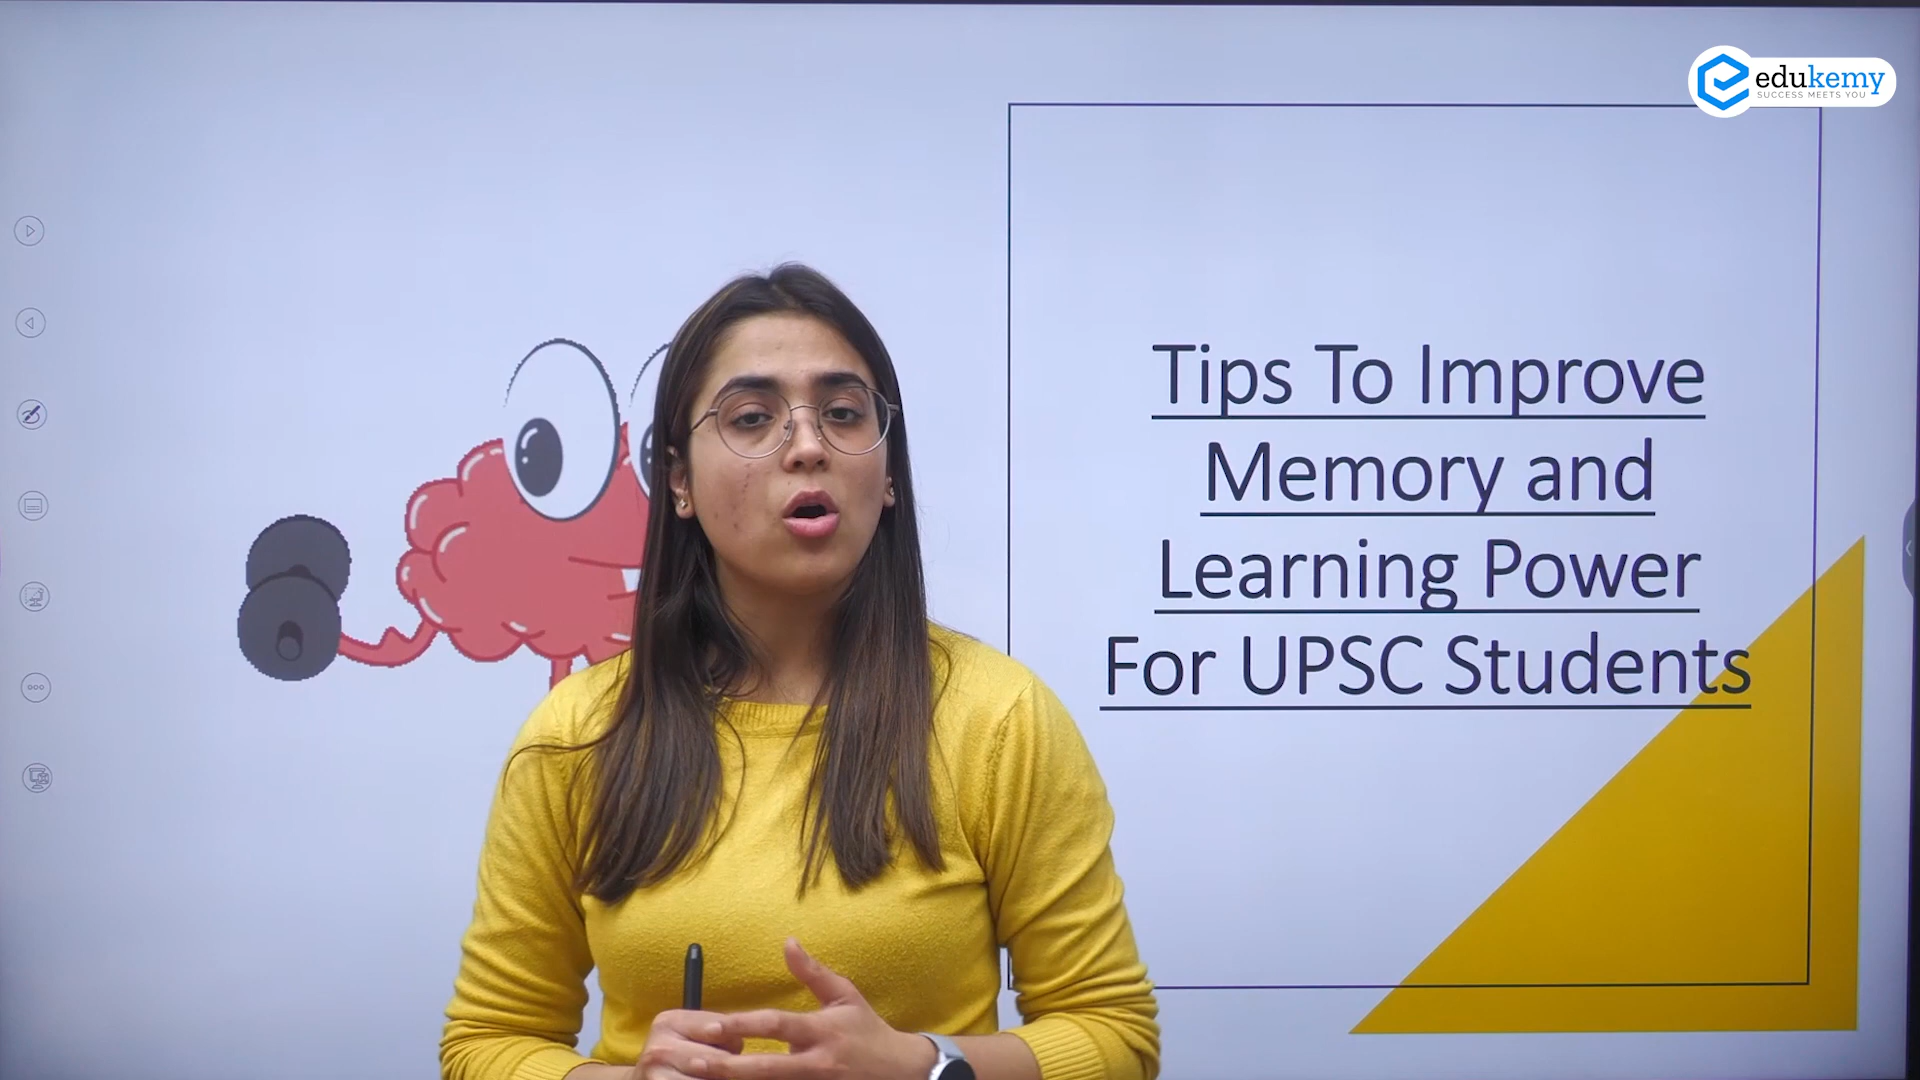 edukemy
SUCCESS MEETS YOU
Tips To Improve
Memory and
Learning Power
For UPSC Students